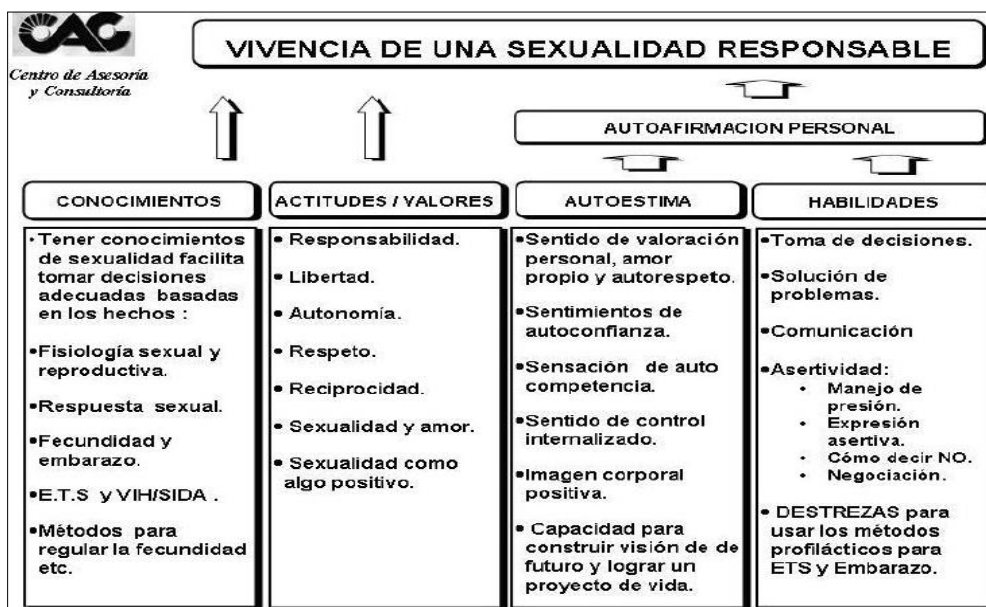 CAC
Centro de Asesoría
y Consultoría
VIVENCIA DE UNA SEXUALIDAD RESPONSABLE
AUTOAFIRMACION PERSONAL
CONOCIMIENTOS
• Tener conocimientos
de sexualidad facilita
tomar decisiones
adecuadas basadas
en los hechos :
•Fisiología sexual y
reproductiva.
•Respuesta sexual.
•Fecundidad y
embarazo.
•E.T.S y VIH/SIDA .
•Métodos para
regular la fecundidad
etc.
ACTITUDES / VALORES
• Responsabilidad.
• Libertad.
• Autonomía.
• Respeto.
• Reciprocidad.
• Sexualidad y amor.
• Sexualidad como
algo positivo.
AUTOESTIMA
•Sentido de valoración
personal, amor
propio y autorespeto.
•Sentimientos de
autoconfianza.
•Sensación de auto
competencia.
•Sentido de control
internalizado.
•Imagen corporal
positiva.
• Capacidad para
construir visión de de
futuro y lograr un
proyecto de vida.
HABILIDADES
•Toma de decisiones.
•Solución de
problemas.
•Comunicación
•Asertividad:
• Manejo de
presión.
• Expresión
asertiva.
• Cómo decir NO.
• Negociación.
• DESTREZAS para
usar los métodos
profilácticos para
ETS y Embarazo.